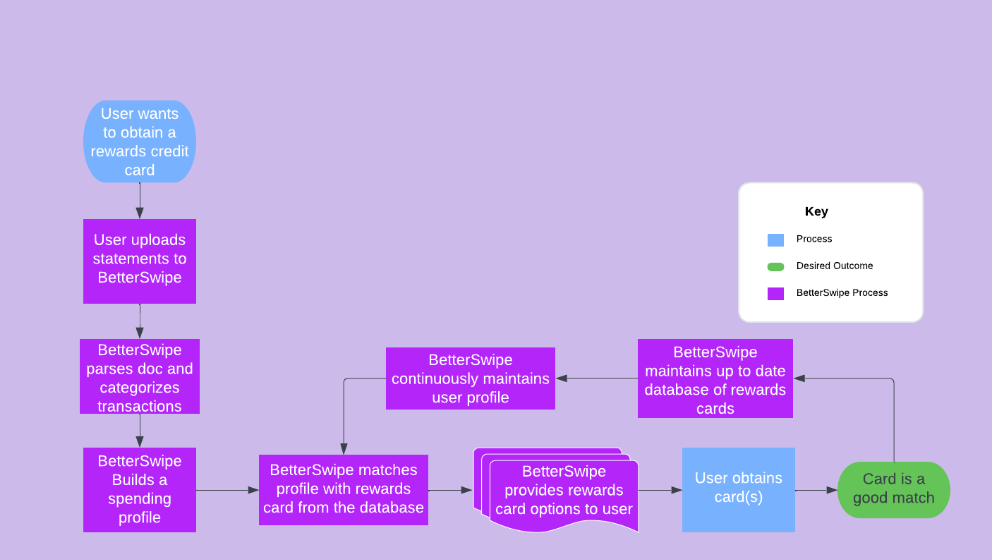 User wants
to obtain a
rewards credit
card
User uploads
statements to
BetterSwipe
BetterSwipe
parses doc and
categorizes
transactions
BetterSwipe
Builds a
spending
profile
BetterSwipe matches
profile with rewards
card from the database
BetterSwipe
provides rewards
card options to user
User obtains
card(s)
Card is a
good match
BetterSwipe
maintains up to date
database of rewards
cards
BetterSwipe
continuously maintains
user profile
Key
Process
Desired Outcome
BetterSwipe Process